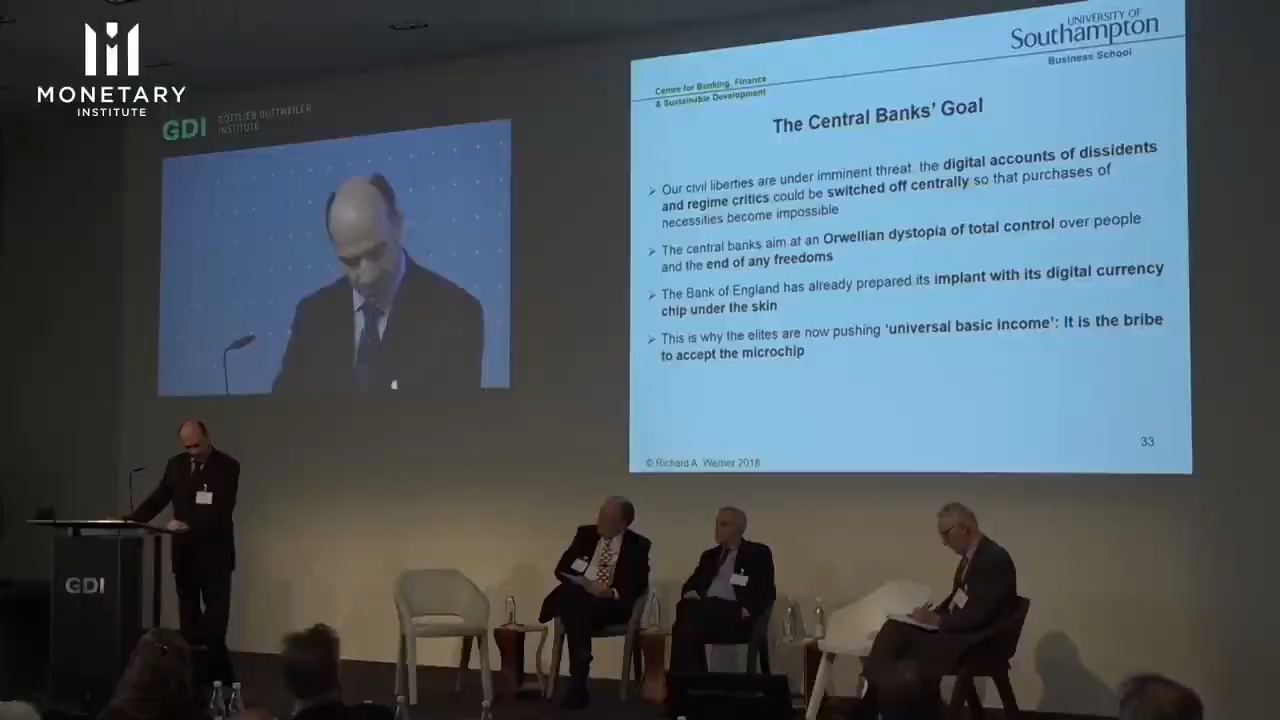 MONETARY
INSTITUTE
GDI
GOTTLIEB DUTTWEILER
INSTITUTE
UNIVERSITY OF
Southampton
Business School
Centre for Banking, Finance
& Sustainable Development
The Central Banks' Goal
Our civil liberties are under imminent threat. the digital accounts of dissidents
and regime critics could be switched off centrally so that purchases of
necessities become impossible
The central banks aim at an Orwellian dystopia of total control over people
and the end of any freedoms
The Bank of England has already prepared its implant with its digital currency
chip under the skin
This is why the elites are now pushing 'universal basic income': It is the bribe
to accept the microchip
33
© Richard A. Werner 2018
GDI